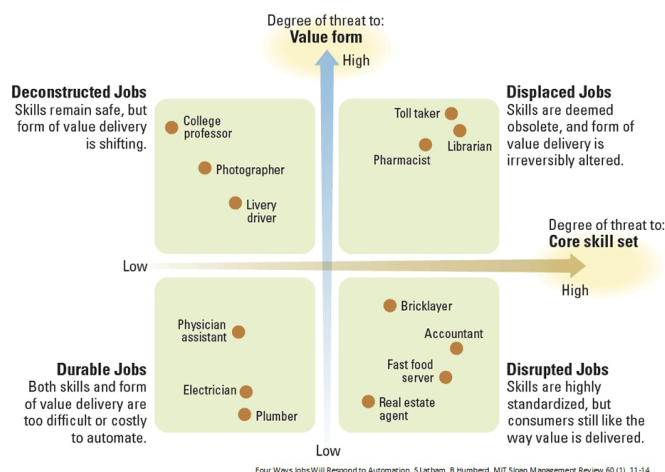 Degree of threat to:
Value form
High
Deconstructed Jobs
Skills remain safe, but
form of value delivery
is shifting.
College
professor
Photographer
Livery
driver
Toll taker
Librarian
Pharmacist
Displaced Jobs
Skills are deemed
obsolete, and form of
value delivery is
irreversibly altered.
Degree of threat to:
Core skill set
Low
High
Physician
assistant
Electrician
Plumber
Durable Jobs
Both skills and form
of value delivery are
too difficult or costly
to automate.
Bricklayer
Accountant
Fast food
server
Real estate
agent
Disrupted Jobs
Skills are highly
standardized, but
consumers still like the
way value is delivered.
Low
Four Ways Jobs Will Respond to Automation, S Latham, B Humberd, MIT Sloan Management Review 60 (1), 11-14